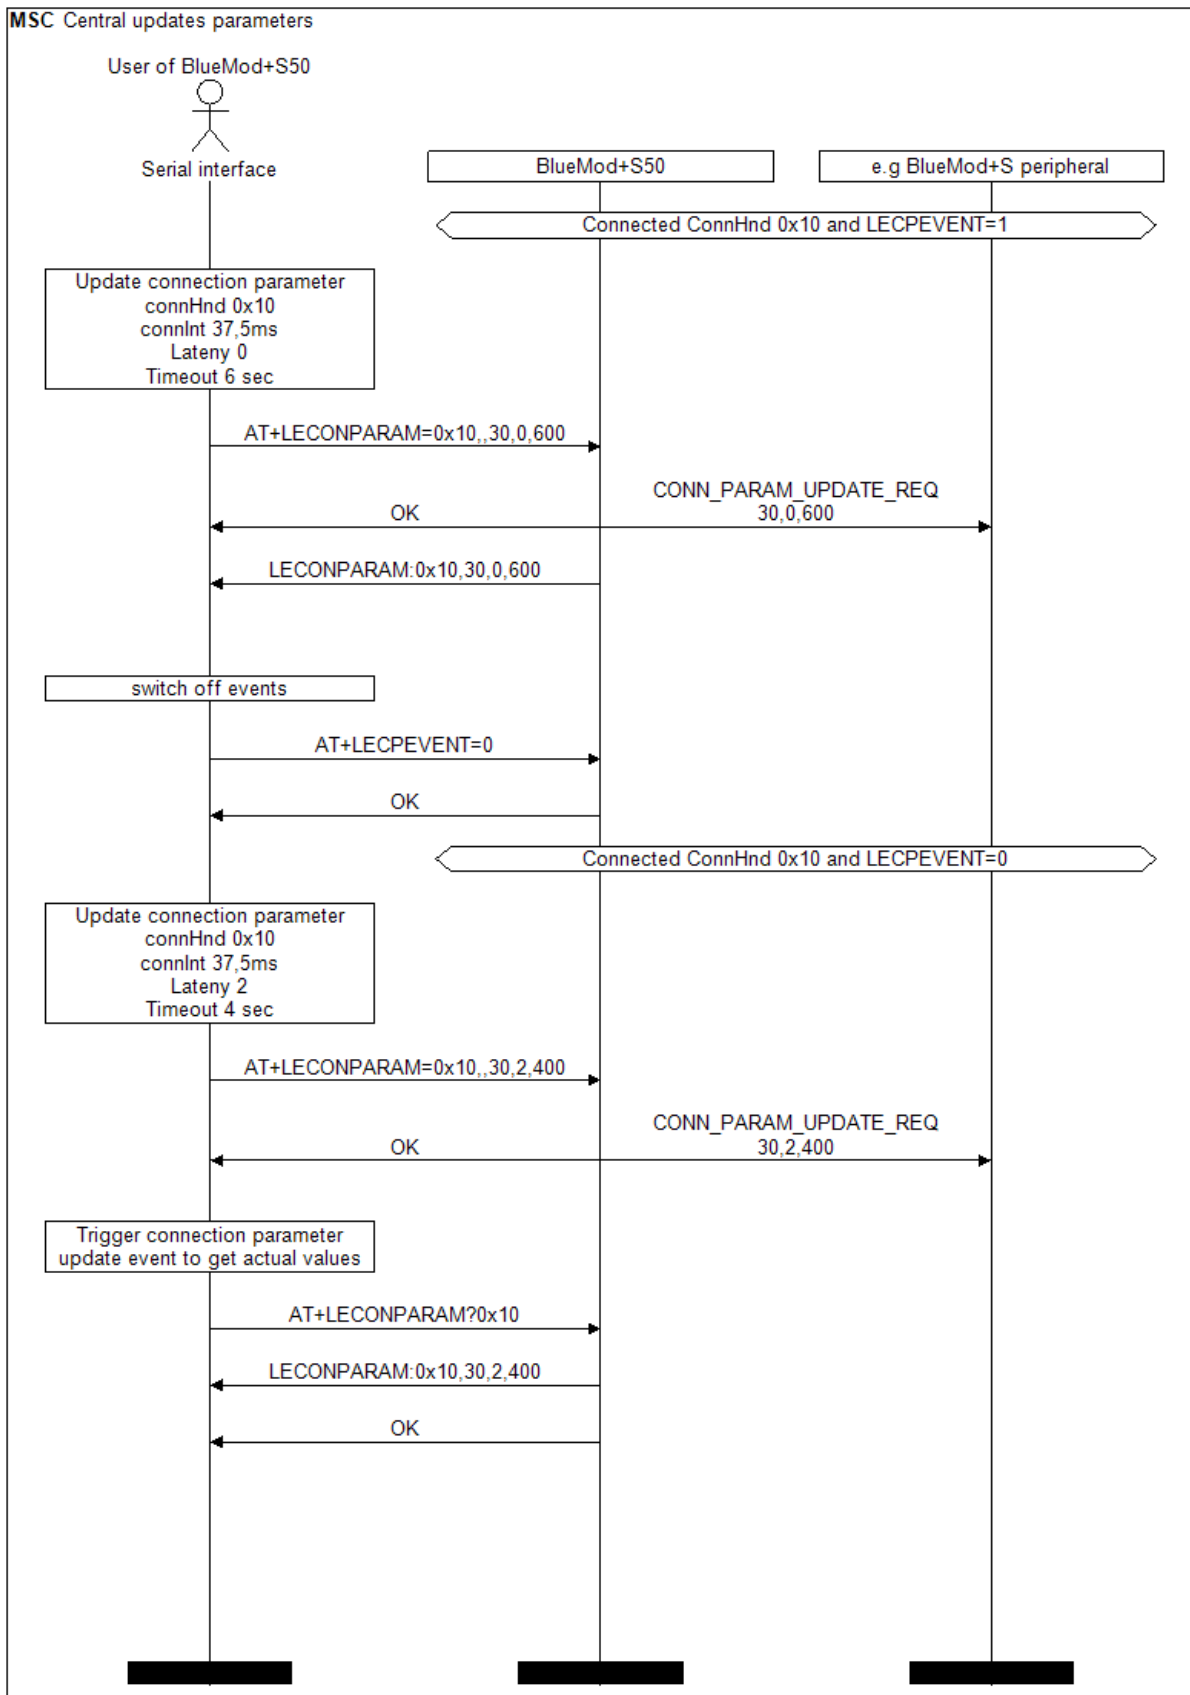 MSC Central updates parameters
User of BlueMod+S50
Serial interface
BlueMod+S50
e.g BlueMod+S peripheral
Connected ConnHnd 0x10 and LECPEVENT=1
Update connection parameter
connHnd 0x10
connInt 37,5ms
Lateny 0
Timeout 6 sec
AT+LECONPARAM=0x10,,30,0,600
CONN_PARAM_UPDATE_REQ
OK
30,0,600
LECONPARAM:0x10,30,0,600
switch off events
AT+LECPEVENT=0
OK
Connected ConnHnd 0x10 and LECPEVENT=0
Update connection parameter
connHnd 0x10
connInt 37,5ms
Lateny 2
Timeout 4 sec
AT+LECONPARAM=0x10,,30,2,400
CONN_PARAM_UPDATE_REQ
OK
30,2,400
Trigger connection parameter
update event to get actual values
AT+LECONPARAM?0x10
LECONPARAM:0x10,30,2,400
OK